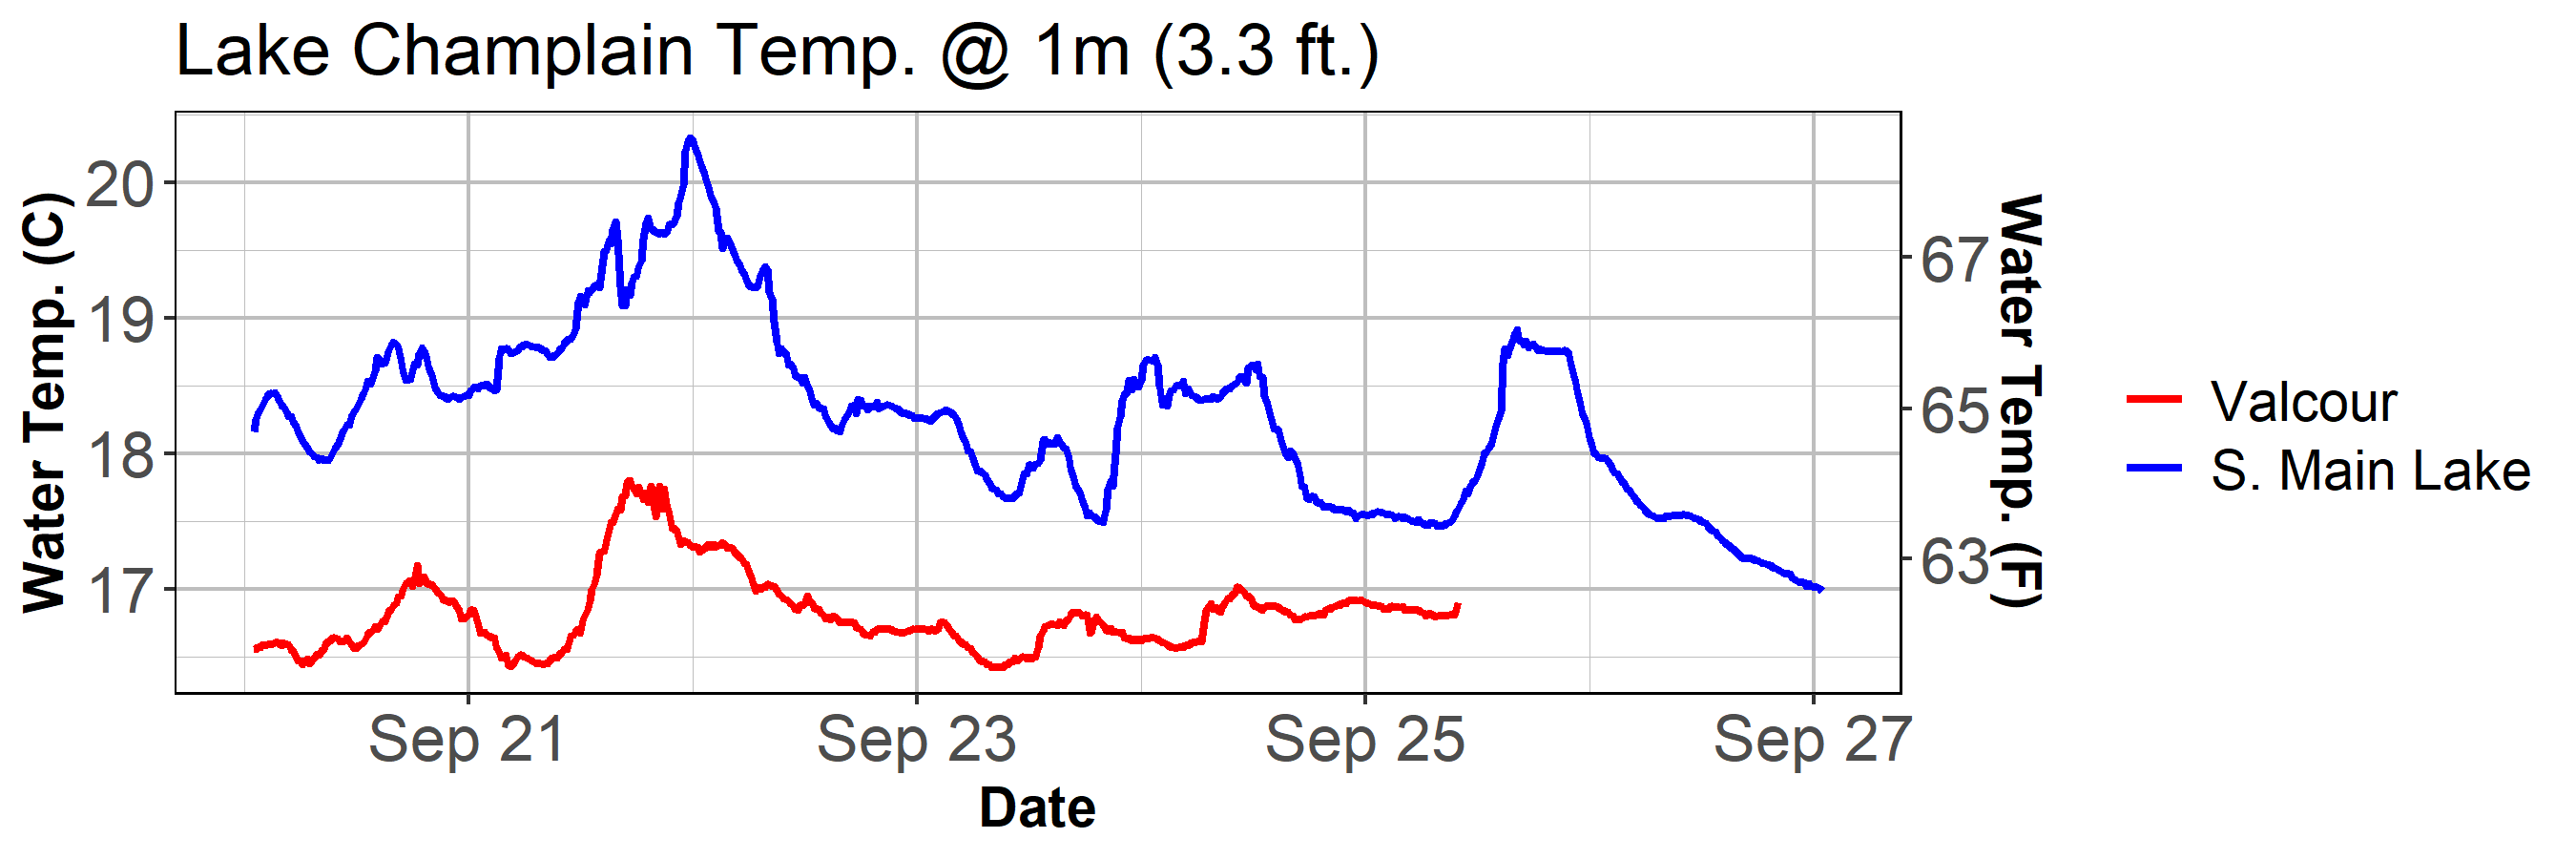 Lake Champlain Temp. @ 1m (3.3 ft.)
Water Temp. (C)
20
19
18
17
67
65
63
Water Temp. (F)
Sep 21
Sep 23
Sep 25
Sep 27
Date
Valcour
S. Main Lake